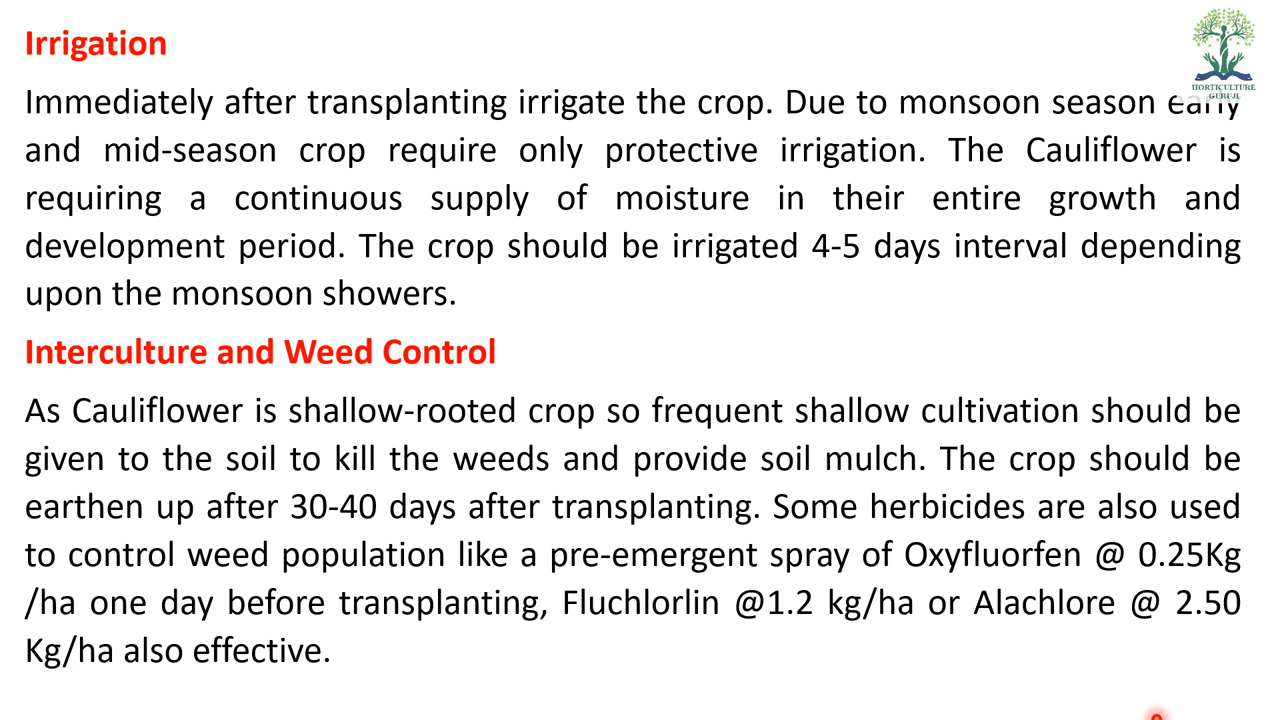 Irrigation
HORTICULTURE
GURUJI
Immediately after transplanting irrigate the crop. Due to monsoon season early
and mid-season crop require only protective irrigation. The Cauliflower is
requiring a continuous supply of moisture in their entire growth and
development period. The crop should be irrigated 4-5 days interval depending
upon the monsoon showers.
Interculture and Weed Control
As Cauliflower is shallow-rooted crop so frequent shallow cultivation should be
given to the soil to kill the weeds and provide soil mulch. The crop should be
earthen up after 30-40 days after transplanting. Some herbicides are also used
to control weed population like a pre-emergent spray of Oxyfluorfen @ 0.25Kg
/ha one day before transplanting, Fluchlorlin @1.2 kg/ha or Alachlore @ 2.50
Kg/ha also effective.